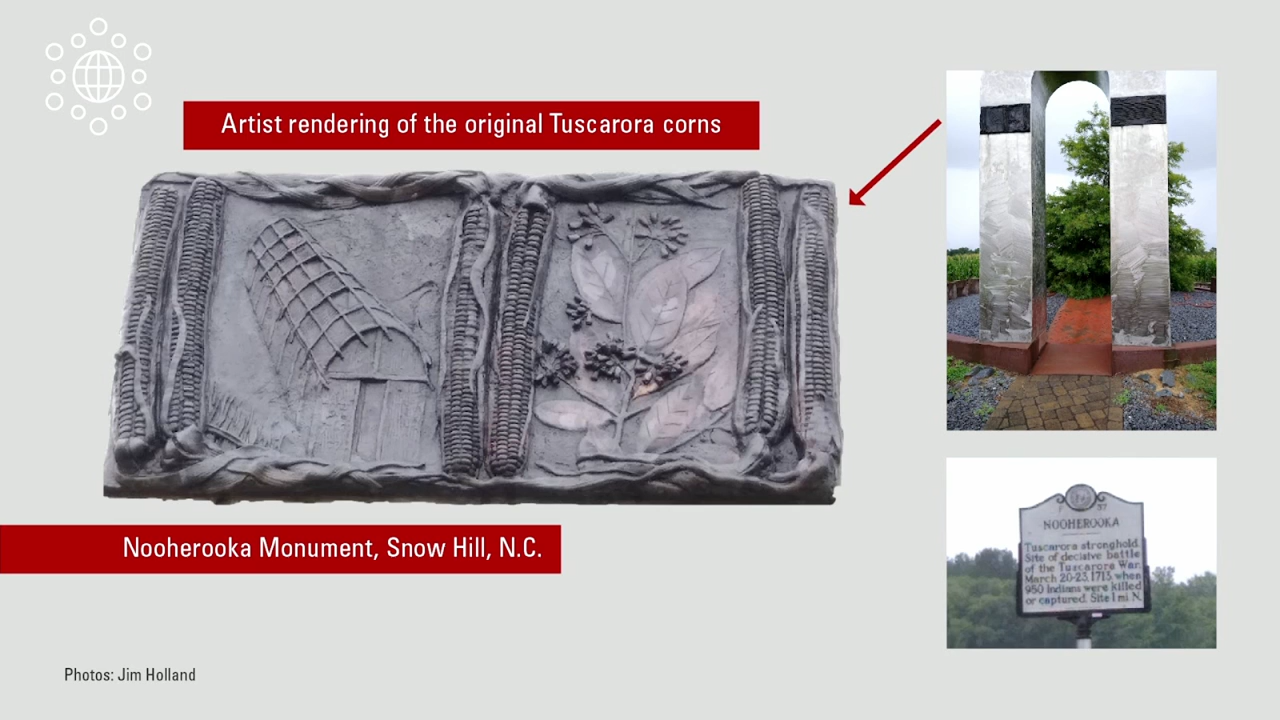 Artist rendering of the original Tuscarora corns
Nooherooka Monument, Snow Hill, N.C.
Photos: Jim Holland
37
NOOHEROOKA
Tuscarora stronghold.
Site of decisive battle
of the Tuscarora War,
March 20-23, 1713, when
950 Indians were killed
or captured. Site 1 mi. N.